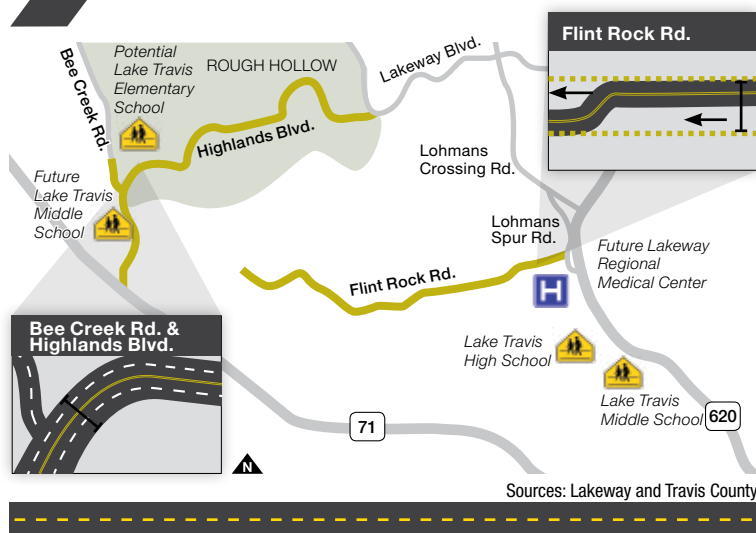 Flint Rock Rd.
Bee Creek Rd.
Potential
Lake Travis
Elementary
School
ROUGH HOLLOW
Lakeway Blvd.
Highlands Blvd.
Lohmans
Crossing Rd.
Future
Lake Travis
Middle
School
Lohmans
Spur Rd.
Future Lakeway
Regional
Medical Center
Flint Rock Rd.
H
Bee Creek Rd. &
Highlands Blvd.
Lake Travis
High School
Lake Travis
Middle School
620
71
N
Sources: Lakeway and Travis County